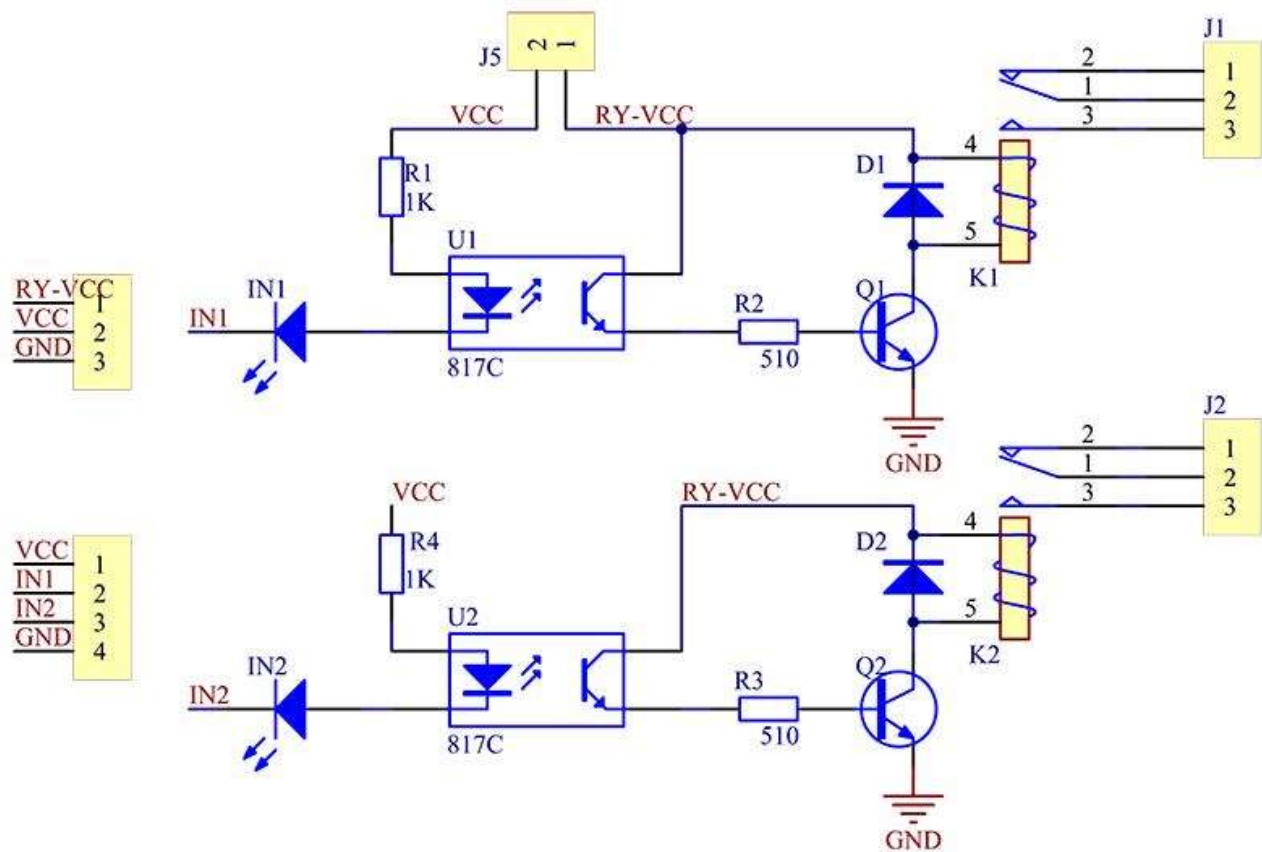 J1
J5
2 1
2
1
1
2
3
3
VCC
RY-VCC
4
D1
R1
1K
5
K1
U1
RY-VCC
1
VCC
2
GND
3
IN1
IN1
R2
510
Q1
817C
GND
J2
2
1
1
2
3
3
VCC
RY-VCC
4
D2
R4
1K
5
K2
VCC
1
IN1
2
IN2
3
GND
4
U2
IN2
IN2
R3
510
Q2
817C
GND